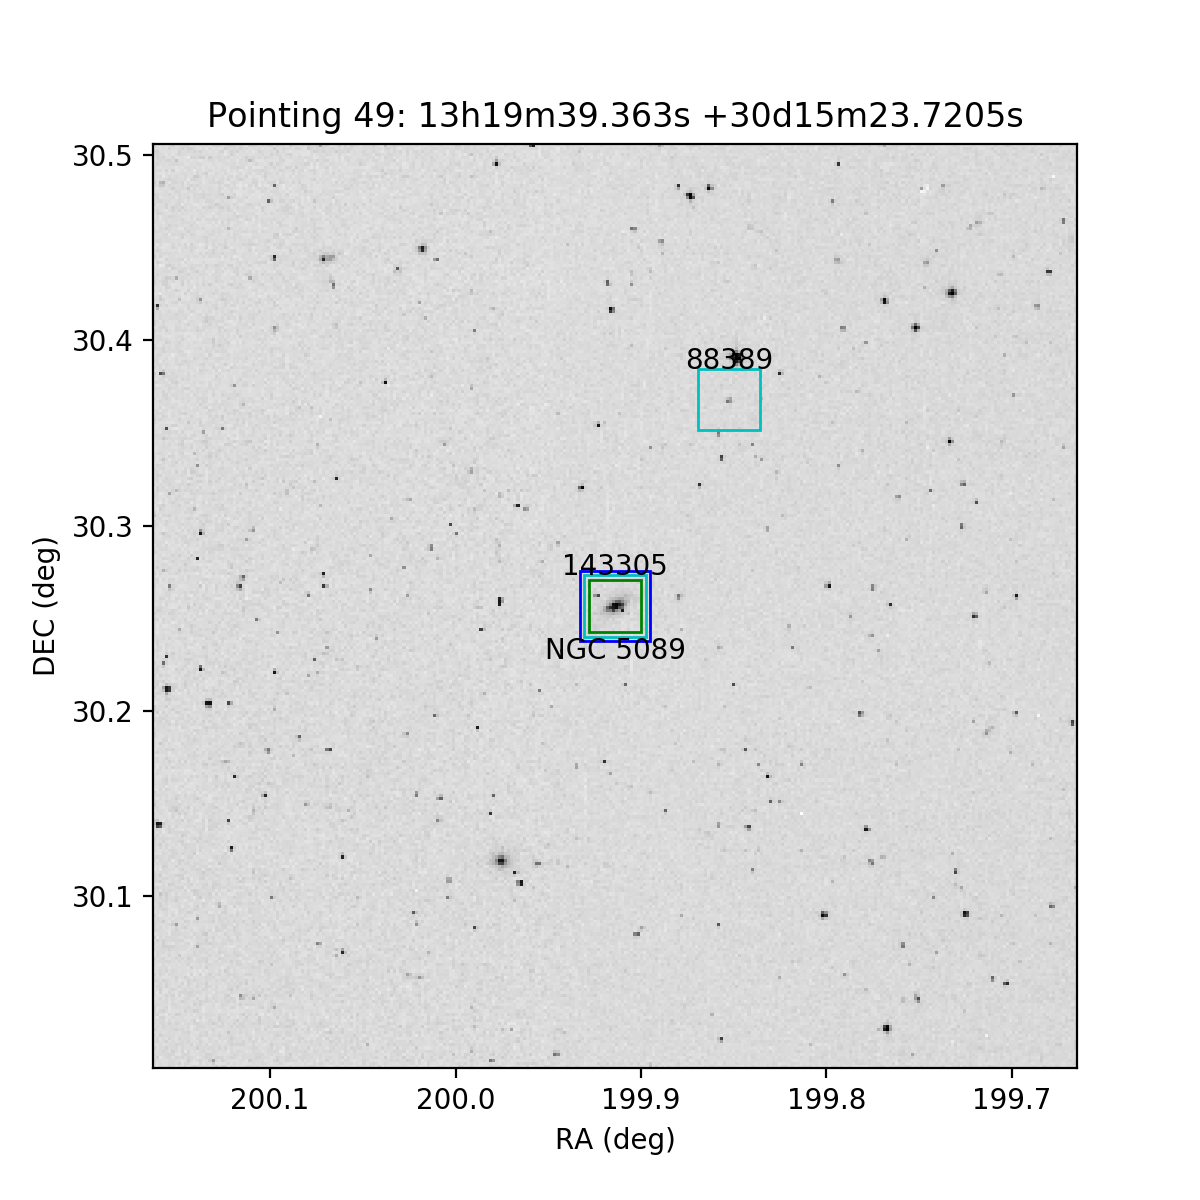 Pointing 49: 13h19m39.363s +30d15m23.7205s
30.5
30.4
30.3
30.2
30.1
DEC (deg)
88389
143305
NGC 5089
200.1 200.0 199.9 199.8 199.7
RA (deg)